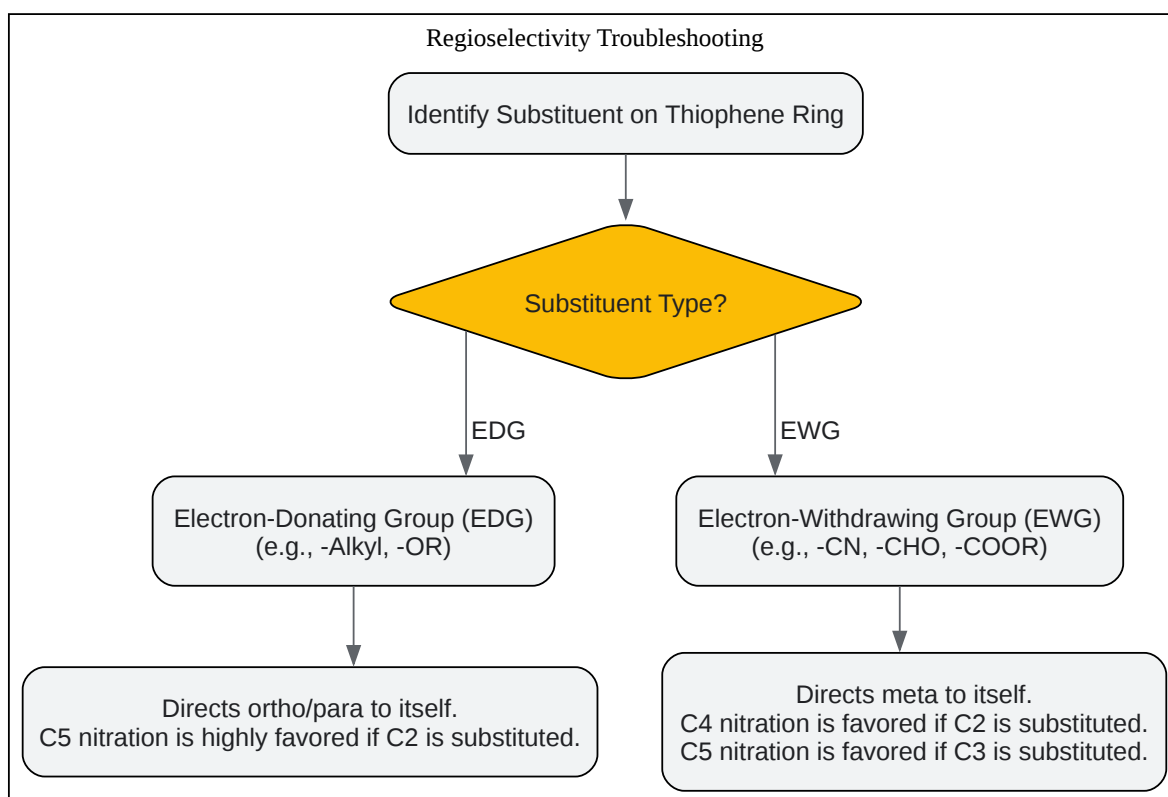 Regioselectivity Troubleshooting
Identify Substituent on Thiophene Ring
Substituent Type?
EDG
EWG
Electron-Donating Group (EDG)
(e.g., -Alkyl, -OR)
Electron-Withdrawing Group (EWG)
(e.g., -CN, -CHO, -COOR)
Directs ortho/para to itself.
C5 nitration is highly favored if C2 is substituted.
Directs meta to itself.
C4 nitration is favored if C2 is substituted.
C5 nitration is favored if C3 is substituted.